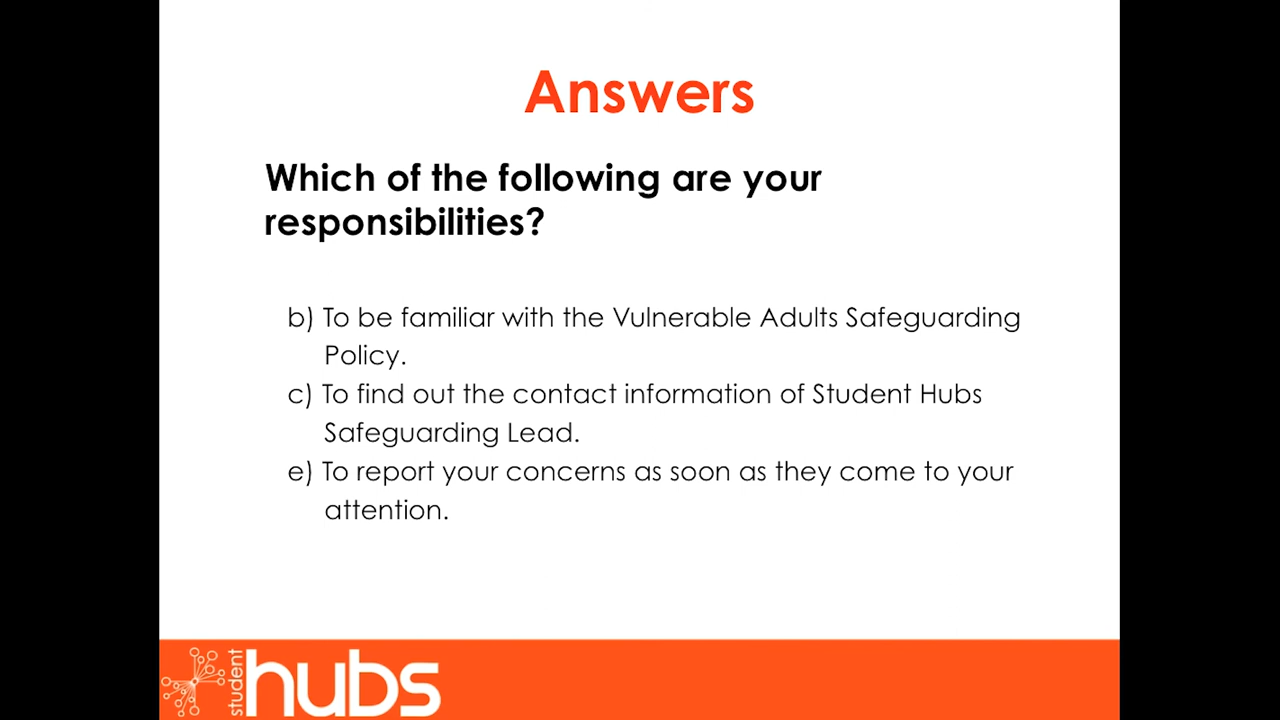 Answers
Which of the following are your
responsibilities?
b) To be familiar with the Vulnerable Adults Safeguarding
Policy.
c) To find out the contact information of Student Hubs
Safeguarding Lead.
e) To report your concerns as soon as they come to your
attention.
student
hubs